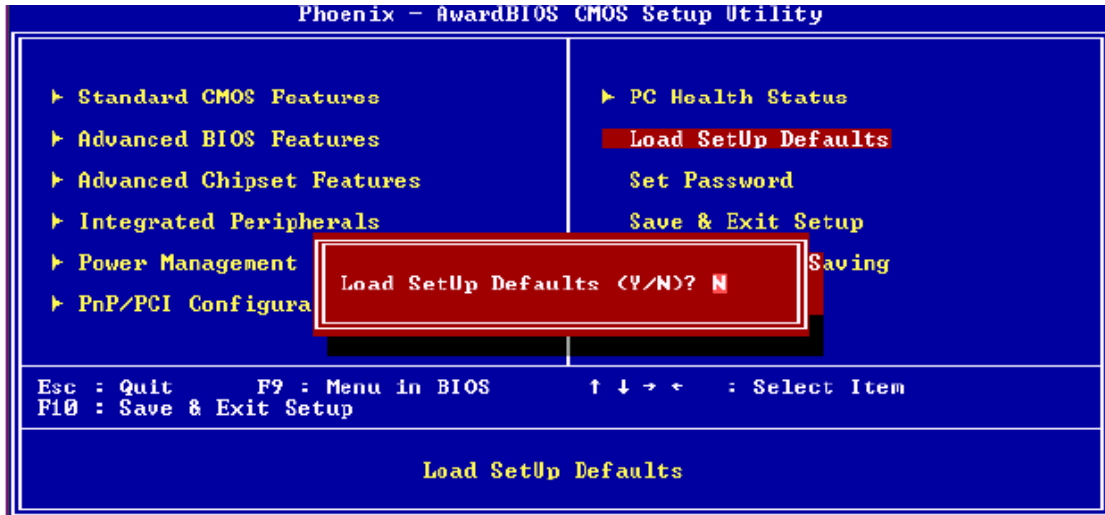 Phoenix - AwardBIOS CMOS Setup Utility
▶ Standard CMOS Features
▶ Advanced BIOS Features
▶ Advanced Chipset Features
▶ Integrated Peripherals
▶ Power Management
▶ PnP/PCI Configura
▶ PC Health Status
Load SetUp Defaults
Set Password
Save & Exit Setup
Saving
Load SetUp Defaults (Y/N)? N
Esc : Quit F9 : Menu in BIOS ↑ ↓ → ← : Select Item
F10 : Save & Exit Setup
Load SetUp Defaults